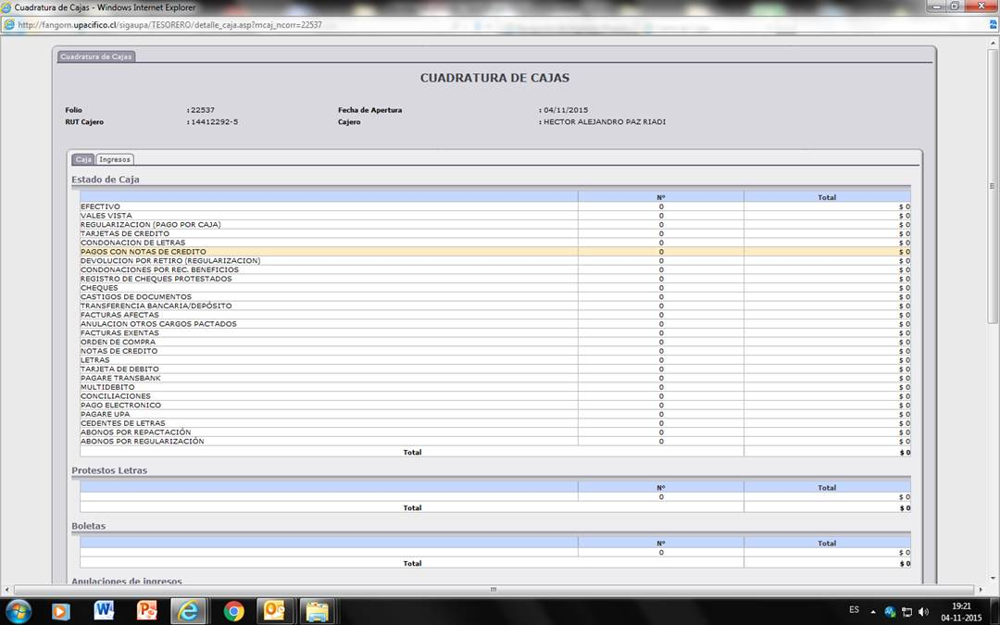 Cuadratura de Cajas - Windows Internet Explorer
http://fangorn.upacifico.cl/sigaupa/TESORERO/detalle_caja.asp?mcaj_ncorr=22537
Cuadratura de Cajas
CUADRATURA DE CAJAS
Folio : 22537 Fecha de Apertura : 04/11/2015
RUT Cajero : 14412292-5 Cajero : HECTOR ALEJANDRO PAZ RIADI
Caja Ingresos
Estado de Caja
Nº Total
EFECTIVO 0 $ 0
VALES VISTA 0 $ 0
REGULARIZACION (PAGO POR CAJA) 0 $ 0
TARJETAS DE CREDITO 0 $ 0
CONDONACION DE LETRAS 0 $ 0
PAGOS CON NOTAS DE CREDITO 0 $ 0
DEVOLUCION POR RETIRO (REGULARIZACION) 0 $ 0
CONDONACIONES POR REC. BENEFICIOS 0 $ 0
REGISTRO DE CHEQUES PROTESTADOS 0 $ 0
CHEQUES 0 $ 0
CASTIGOS DE DOCUMENTOS 0 $ 0
TRANSFERENCIA BANCARIA/DEPÓSITO 0 $ 0
FACTURAS AFECTAS 0 $ 0
ANULACION OTROS CARGOS PACTADOS 0 $ 0
FACTURAS EXENTAS 0 $ 0
ORDEN DE COMPRA 0 $ 0
NOTAS DE CREDITO 0 $ 0
LETRAS 0 $ 0
TARJETA DE DEBITO 0 $ 0
PAGARE TRANSBANK 0 $ 0
MULTIDEBITO 0 $ 0
CONCILIACIONES 0 $ 0
PAGO ELECTRONICO 0 $ 0
PAGARE UPA 0 $ 0
CEDENTES DE LETRAS 0 $ 0
ABONOS POR REPACTACIÓN 0 $ 0
ABONOS POR REGULARIZACIÓN 0 $ 0
Total $ 0
Protestos Letras
Nº Total
0 $ 0
Total $ 0
Boletas
Nº Total
0 $ 0
Total $ 0
Anulaciones de ingresos
ES 19:21
04-11-2015